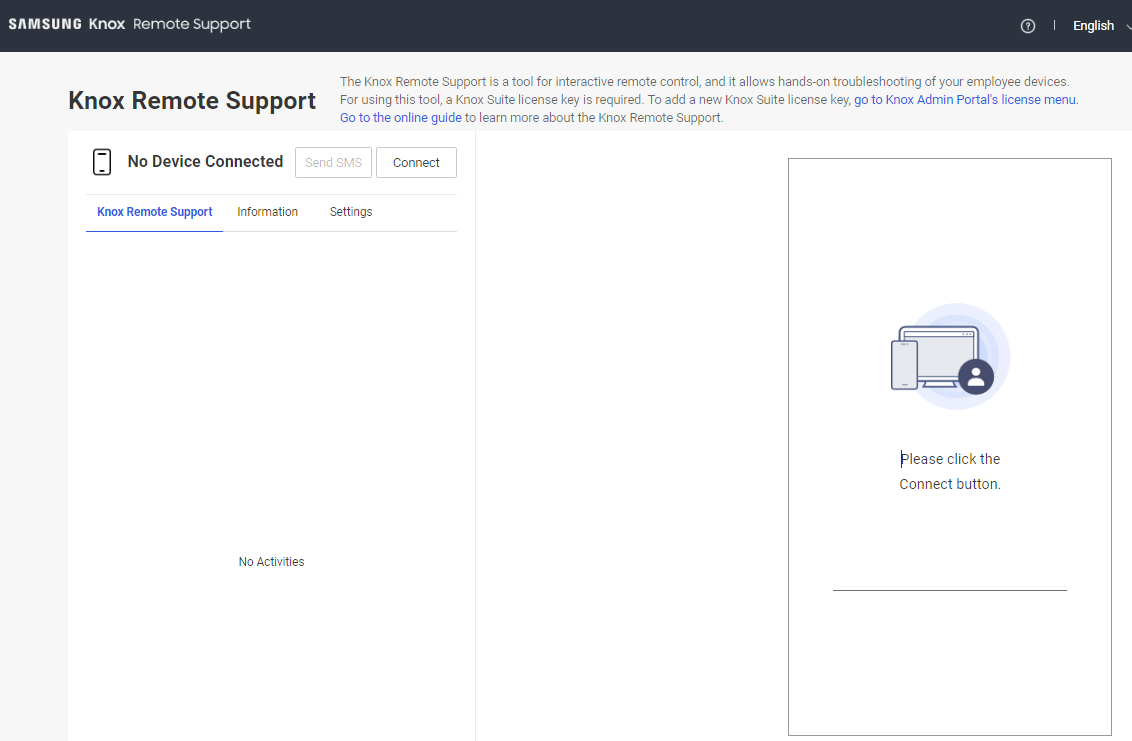 SAMSUNG Knox Remote Support
English
Knox Remote Support
The Knox Remote Support is a tool for interactive remote control, and it allows hands-on troubleshooting of your employee devices.
For using this tool, a Knox Suite license key is required. To add a new Knox Suite license key, go to Knox Admin Portal's license menu.
Go to the online guide to learn more about the Knox Remote Support.
No Device Connected
Send SMS
Connect
Knox Remote Support
Information
Settings
No Activities
Please click the
Connect button.